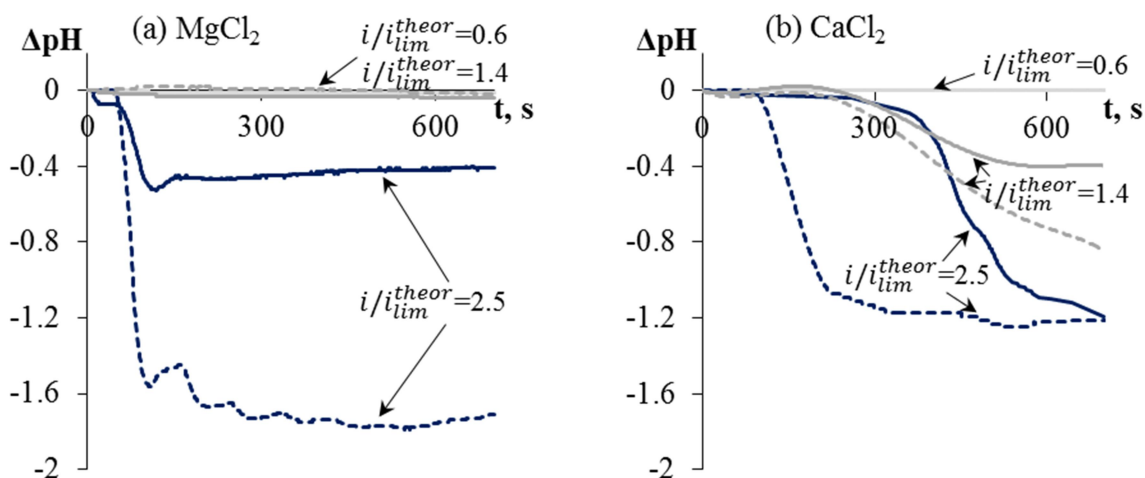 (a) MgCl₂
ΔpH
i/i_lim^theor=0.6
i/i_lim^theor=1.4
t, s
0
0
300
600
-0.4
-0.8
-1.2
-1.6
-2
i/i_lim^theor=2.5
(b) CaCl₂
ΔpH
i/i_lim^theor=0.6
t, s
0
0
300
600
-0.4
-0.8
-1.2
-1.6
-2
i/i_lim^theor=1.4
i/i_lim^theor=2.5